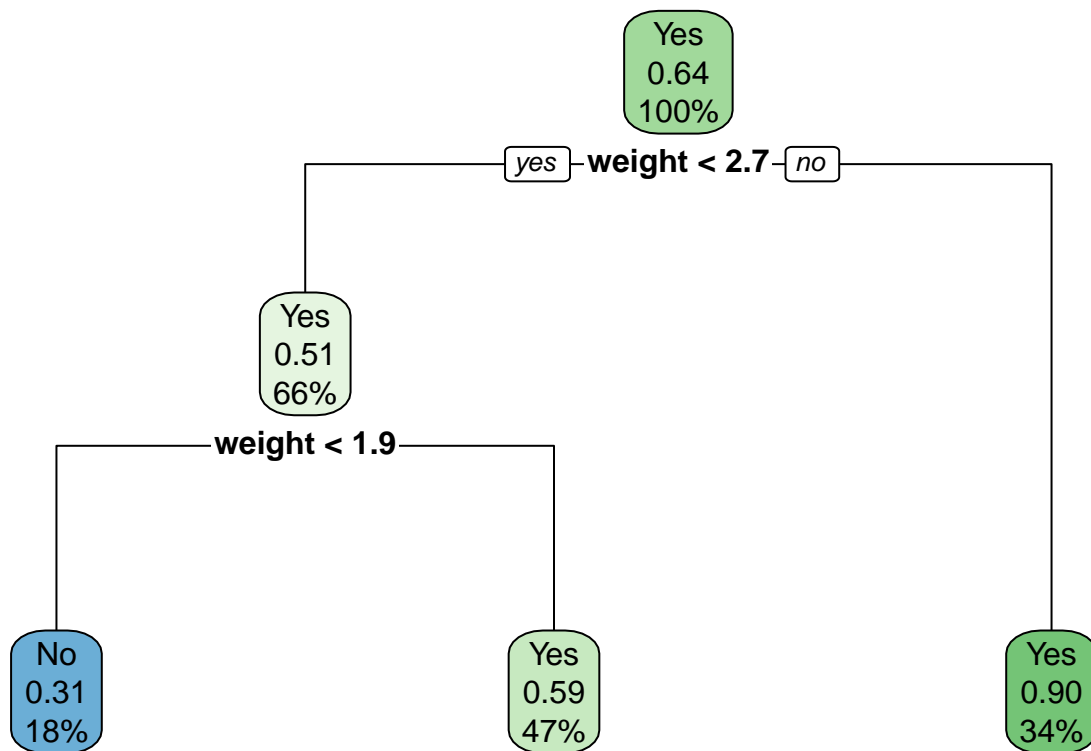 Yes
0.64
100%
yes weight < 2.7 no
Yes
0.51
66%
weight < 1.9
No
0.31
18%
Yes
0.59
47%
Yes
0.90
34%